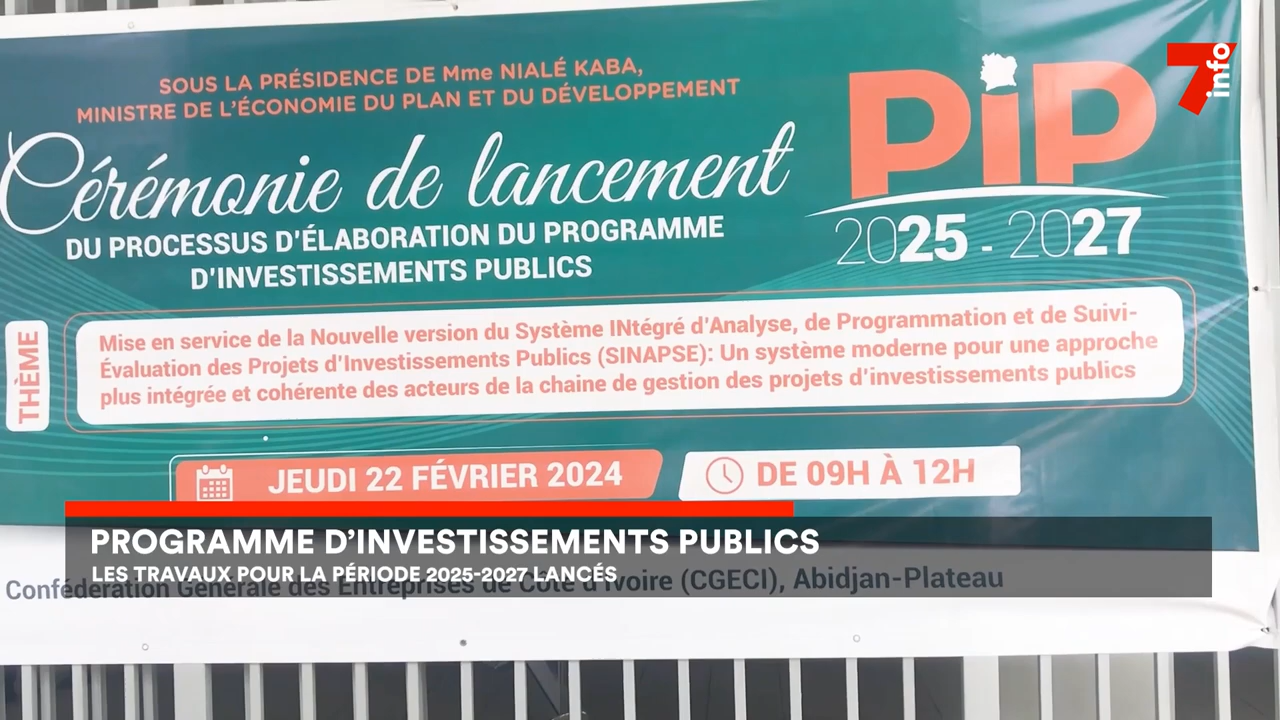 SOUS LA PRÉSIDENCE DE Mme NIALÉ KABA,
MINISTRE DE L'ÉCONOMIE DU PLAN ET DU DÉVELOPPEMENT
Cérémonie de lancement
DU PROCESSUS D'ÉLABORATION DU PROGRAMME
D'INVESTISSEMENTS PUBLICS
PiP
2025 - 2027
7info
THÈME
Mise en service de la Nouvelle version du Système INtégré d'Analyse, de Programmation et de Suivi-
Évaluation des Projets d'Investissements Publics (SINAPSE): Un système moderne pour une approche
plus intégrée et cohérente des acteurs de la chaine de gestion des projets d'investissements publics
JEUDI 22 FÉVRIER 2024
DE 09H À 12H
PROGRAMME D'INVESTISSEMENTS PUBLICS
LES TRAVAUX POUR LA PÉRIODE 2025-2027 LANCÉS
Confédération Générale des Entreprises de Côte d'Ivoire (CGECI), Abidjan-Plateau